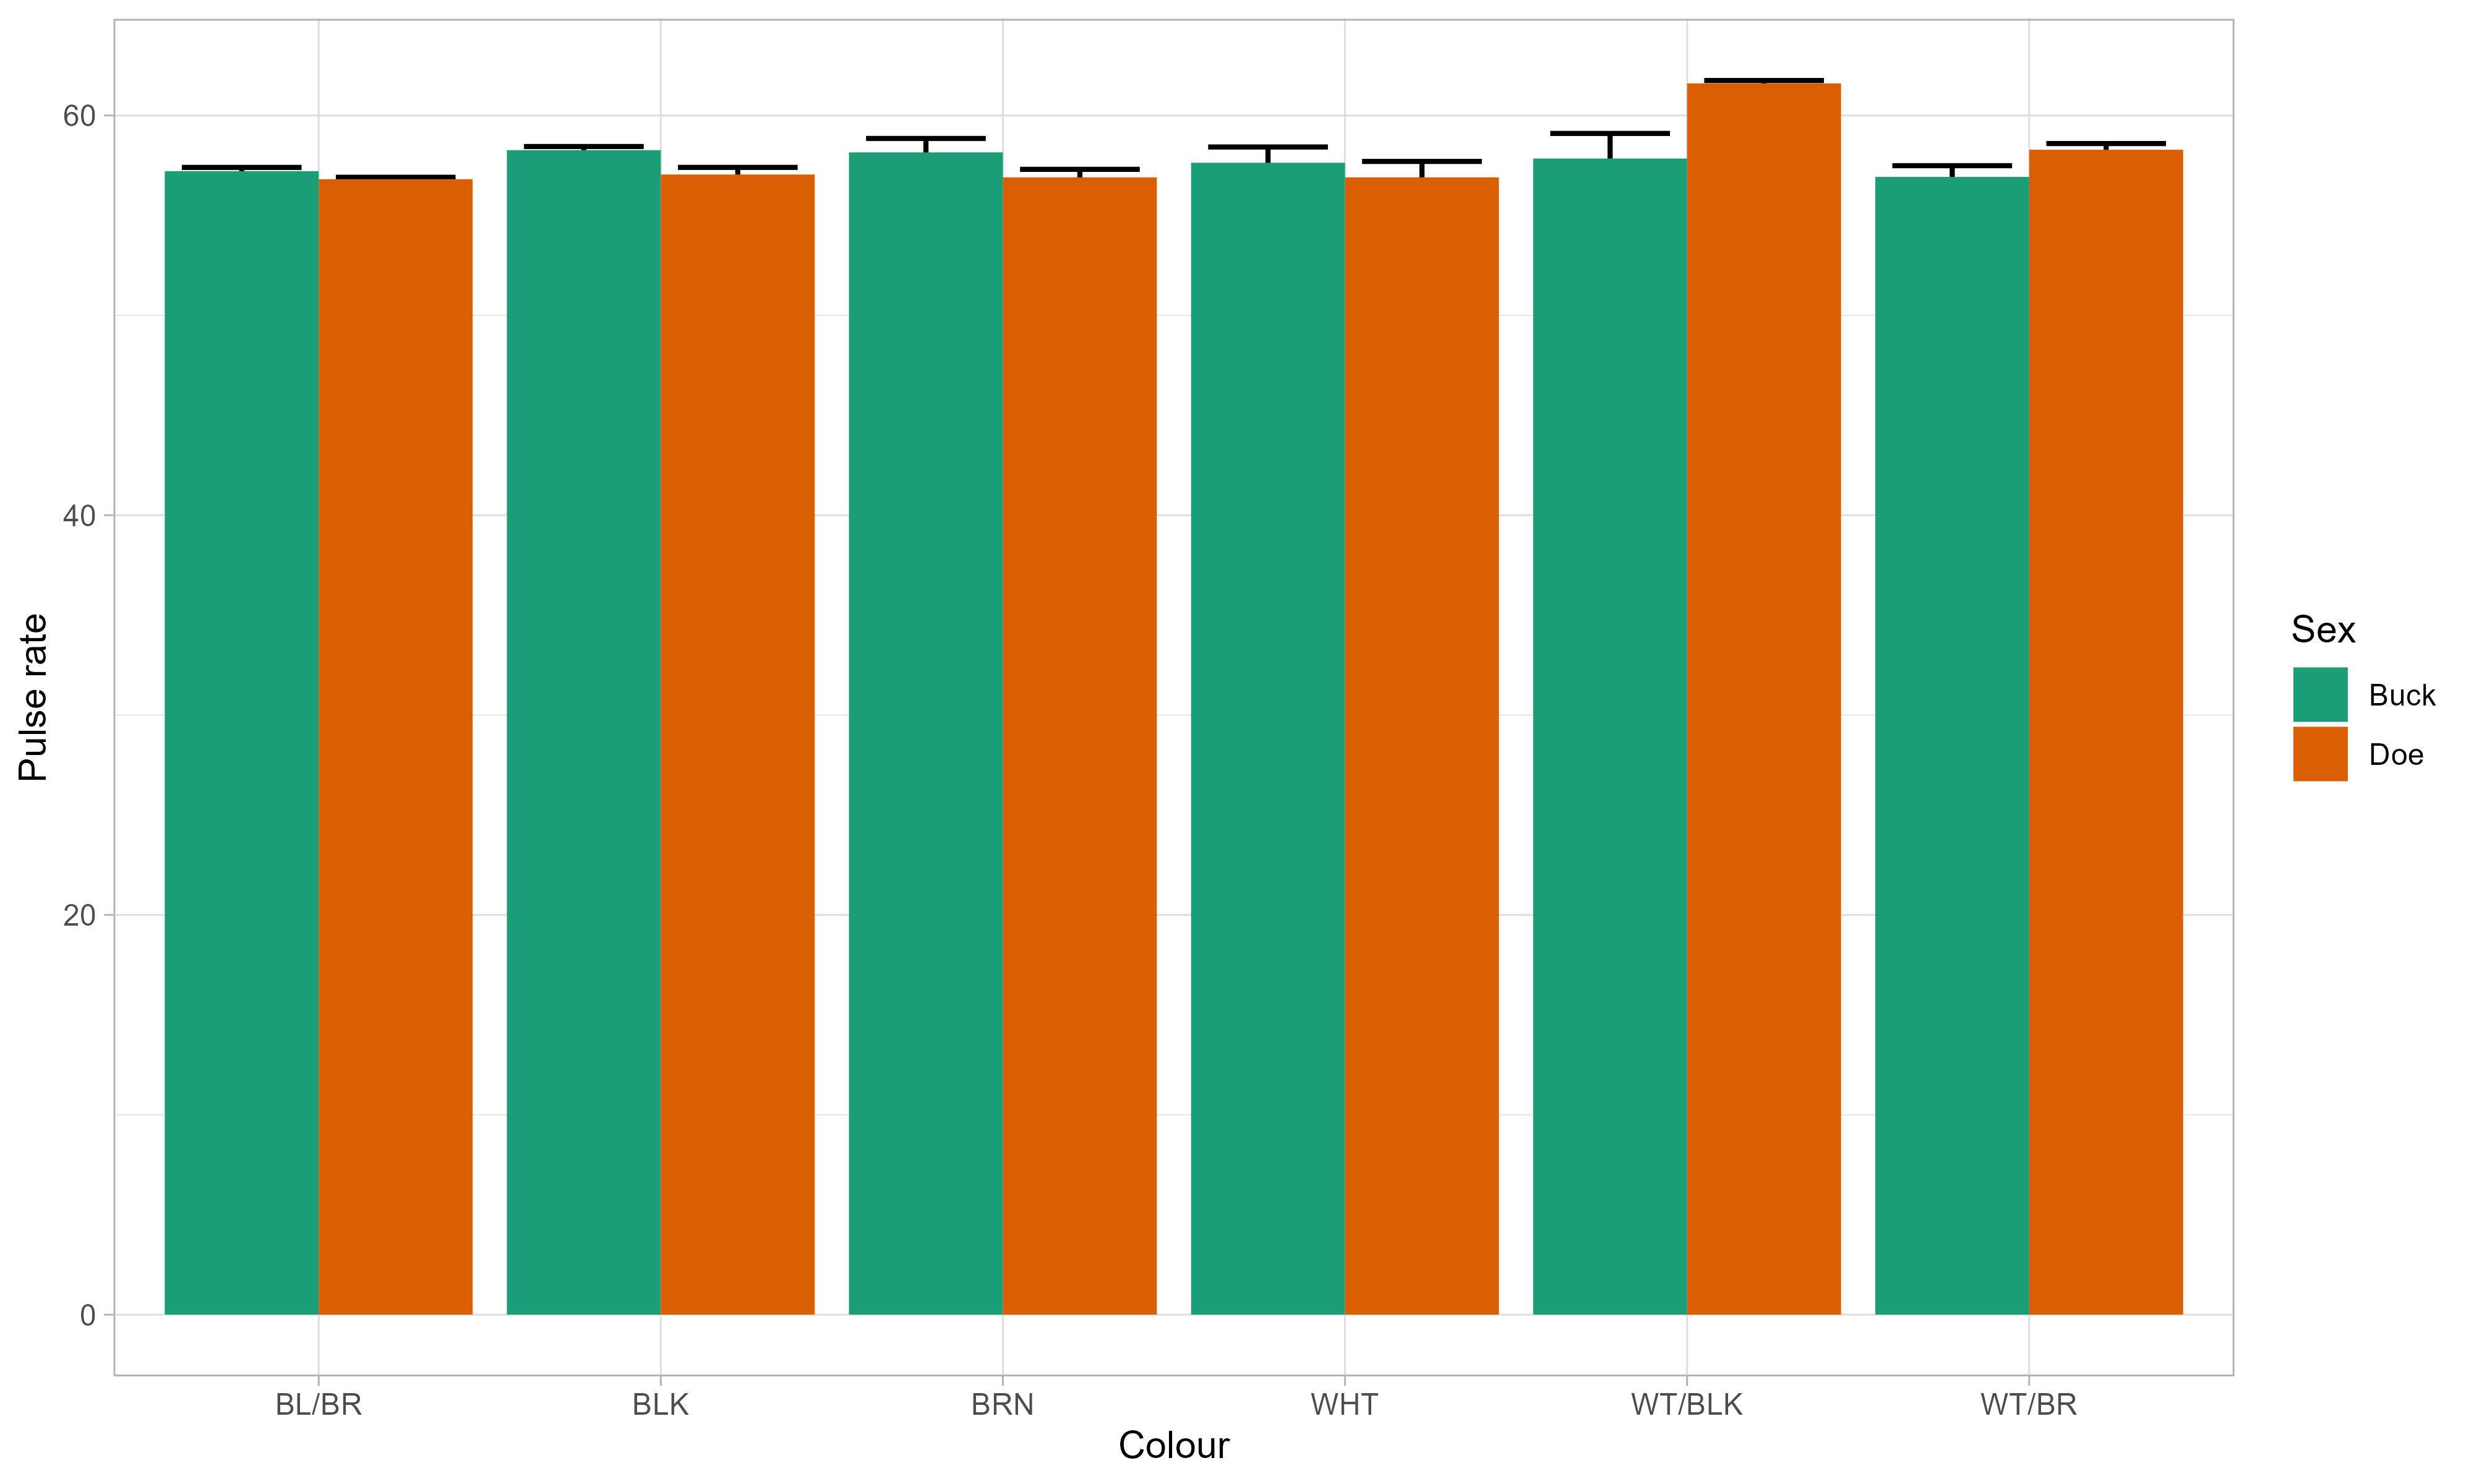 60
40
20
0
Pulse rate
BL/BR BLK BRN WHT WT/BLK WT/BR
Colour
Sex
Buck
Doe